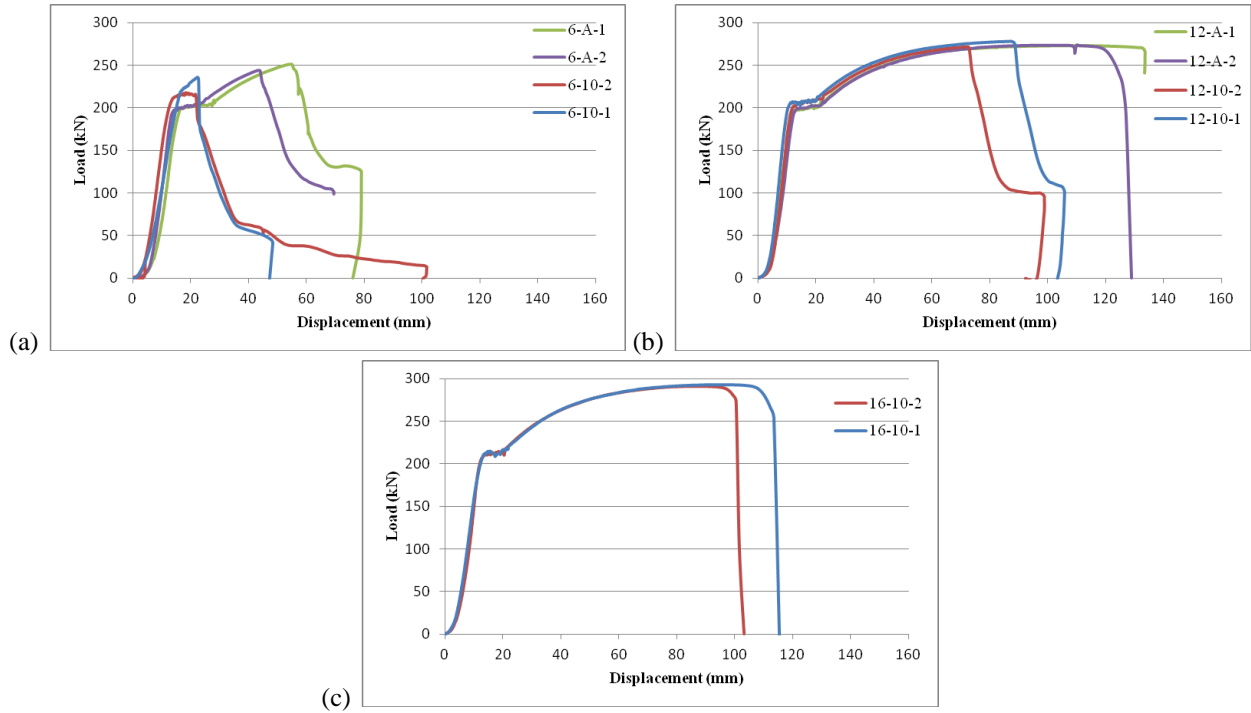 300
250
200
150
100
50
0
Load (kN)
0 20 40 60 80 100 120 140 160
Displacement (mm)
6-A-1
6-A-2
6-10-2
6-10-1
(a)
300
250
200
150
100
50
0
Load (kN)
0 20 40 60 80 100 120 140 160
Displacement (mm)
12-A-1
12-A-2
12-10-2
12-10-1
(b)
300
250
200
150
100
50
0
Load (kN)
0 20 40 60 80 100 120 140 160
Displacement (mm)
16-10-2
16-10-1
(c)